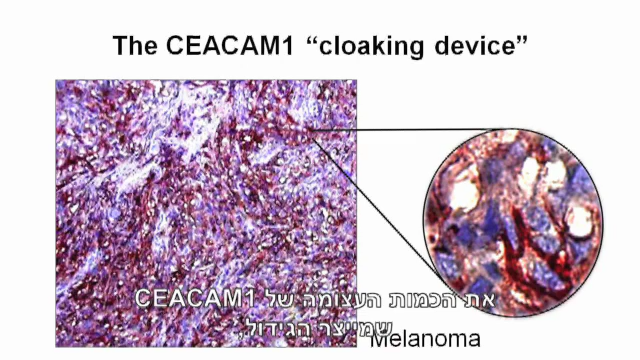 The CEACAM1 “cloaking device”
את הכמות העצומה של CEACAM1
שמייצר הגידול,
Melanoma